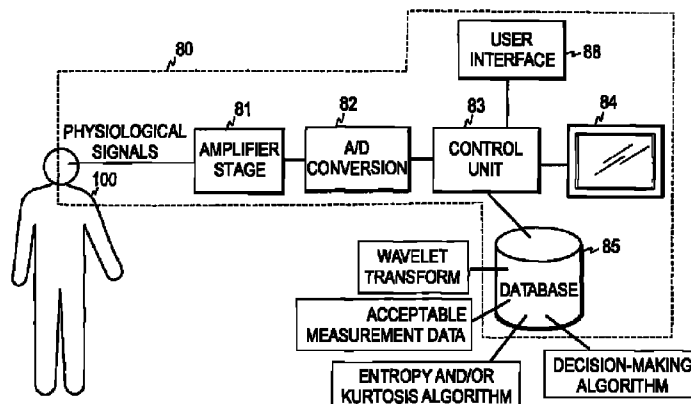 80
USER
INTERFACE
88
81
82
83
84
PHYSIOLOGICAL
SIGNALS
AMPLIFIER
STAGE
A/D
CONVERSION
CONTROL
UNIT
100
85
WAVELET
TRANSFORM
DATABASE
ACCEPTABLE
MEASUREMENT DATA
ENTROPY AND/OR
KURTOSIS ALGORITHM
DECISION-MAKING
ALGORITHM